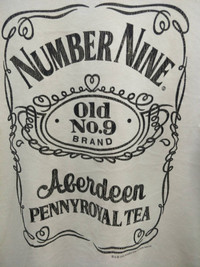 NUMBER NINE
®
Old
No.9
BRAND
Aberdeen
PENNYROYAL TEA